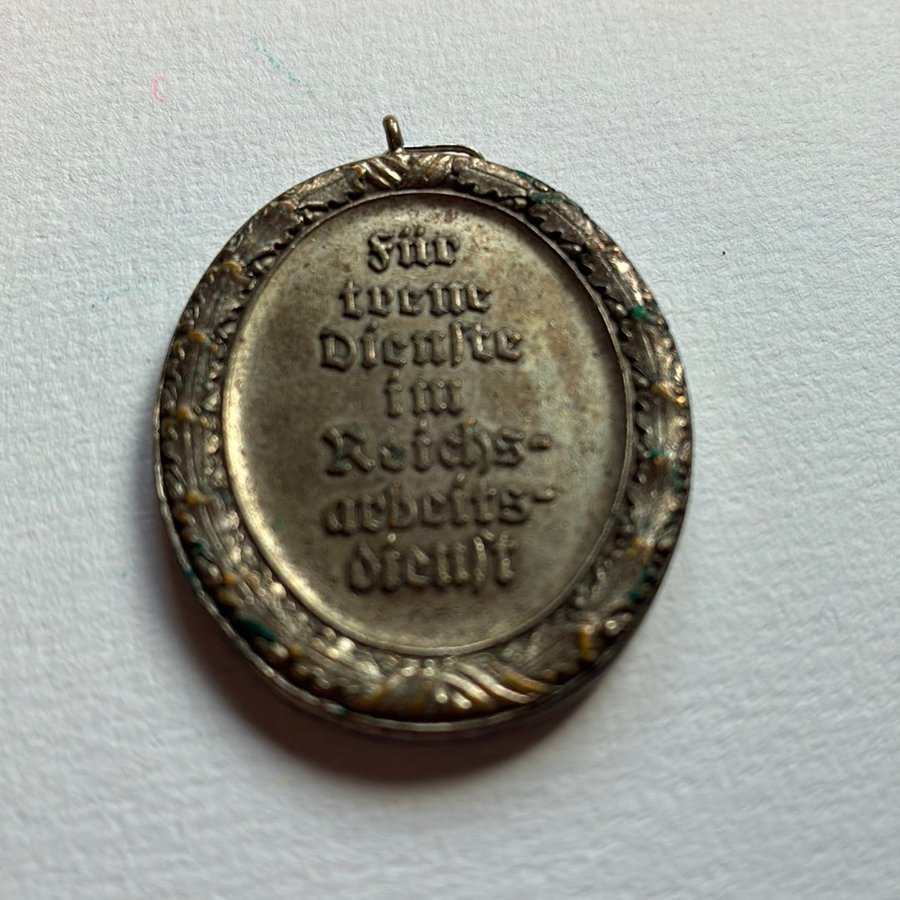 Für
treue
Dienste
im
Reichs-
arbeits-
dienst